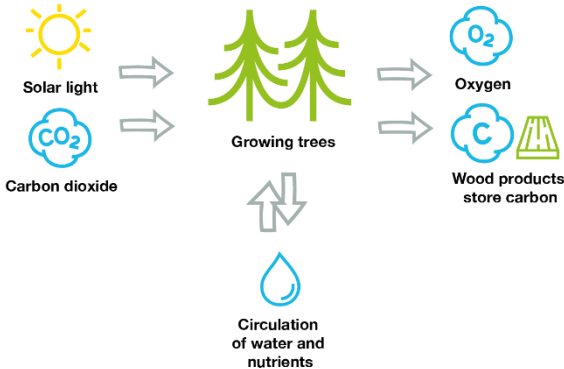 Solar light
CO₂
Carbon dioxide
Growing trees
O₂
Oxygen
C
Wood products
store carbon
Circulation
of water and
nutrients